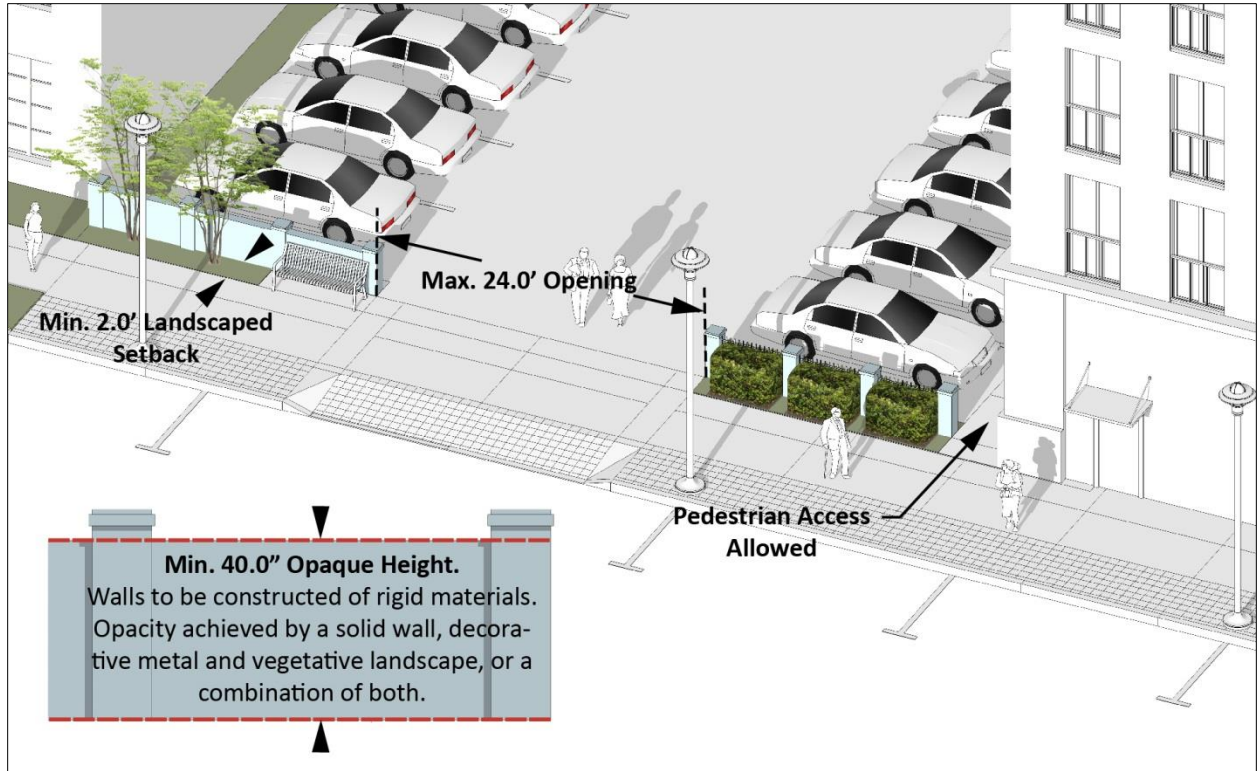 Max. 24.0’ Opening
Min. 2.0’ Landscaped
Setback
Pedestrian Access
Allowed
Min. 40.0” Opaque Height.
Walls to be constructed of rigid materials.
Opacity achieved by a solid wall, decora-
tive metal and vegetative landscape, or a
combination of both.